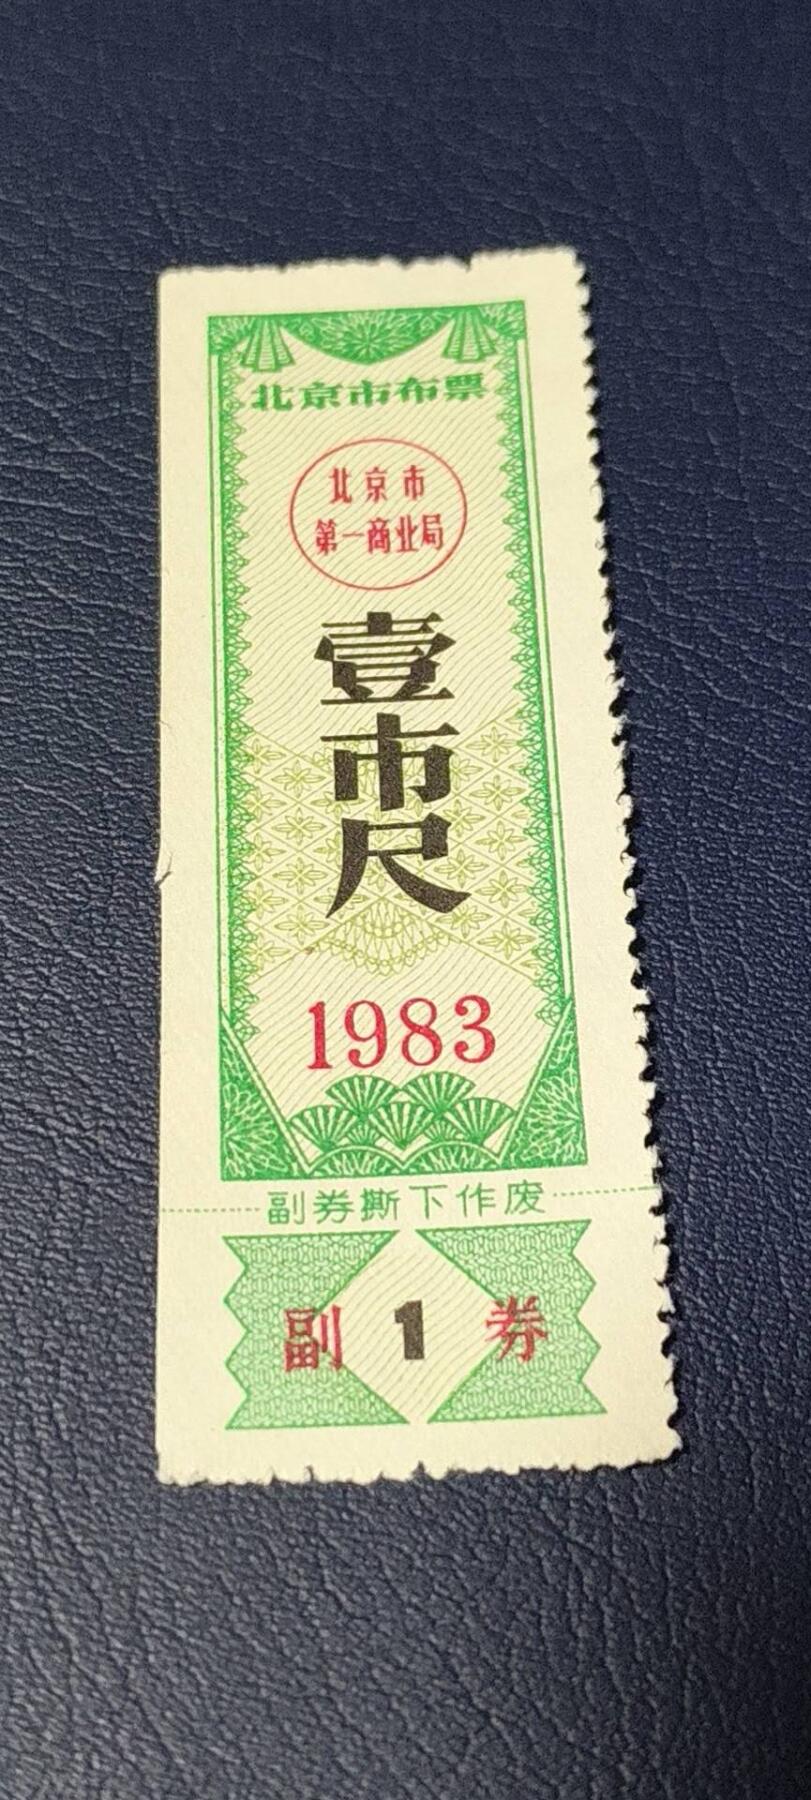 北京市布票
北京市
第一商业局
壹市尺
1983
副券撕下作废
副 1 券